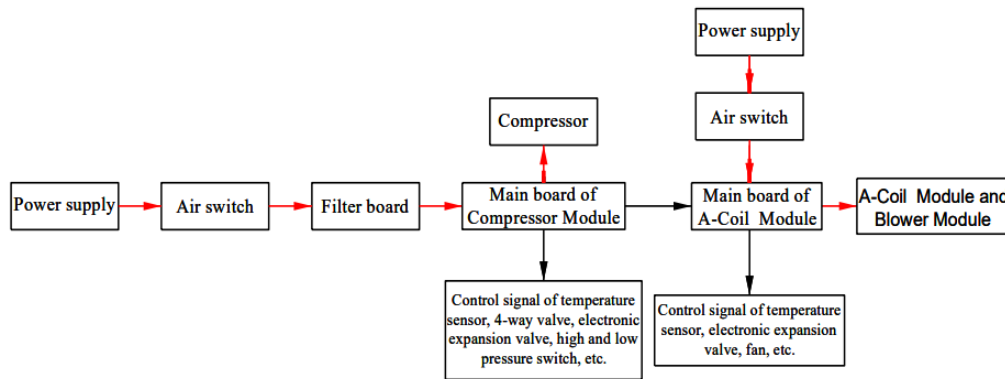 Power supply
Air switch
Compressor
Power supply
Air switch
Filter board
Main board of
Compressor Module
Main board of
A-Coil Module
A-Coil Module and
Blower Module
Control signal of temperature
sensor, 4-way valve, electronic
expansion valve, high and low
pressure switch, etc.
Control signal of temperature
sensor, electronic expansion
valve, fan, etc.